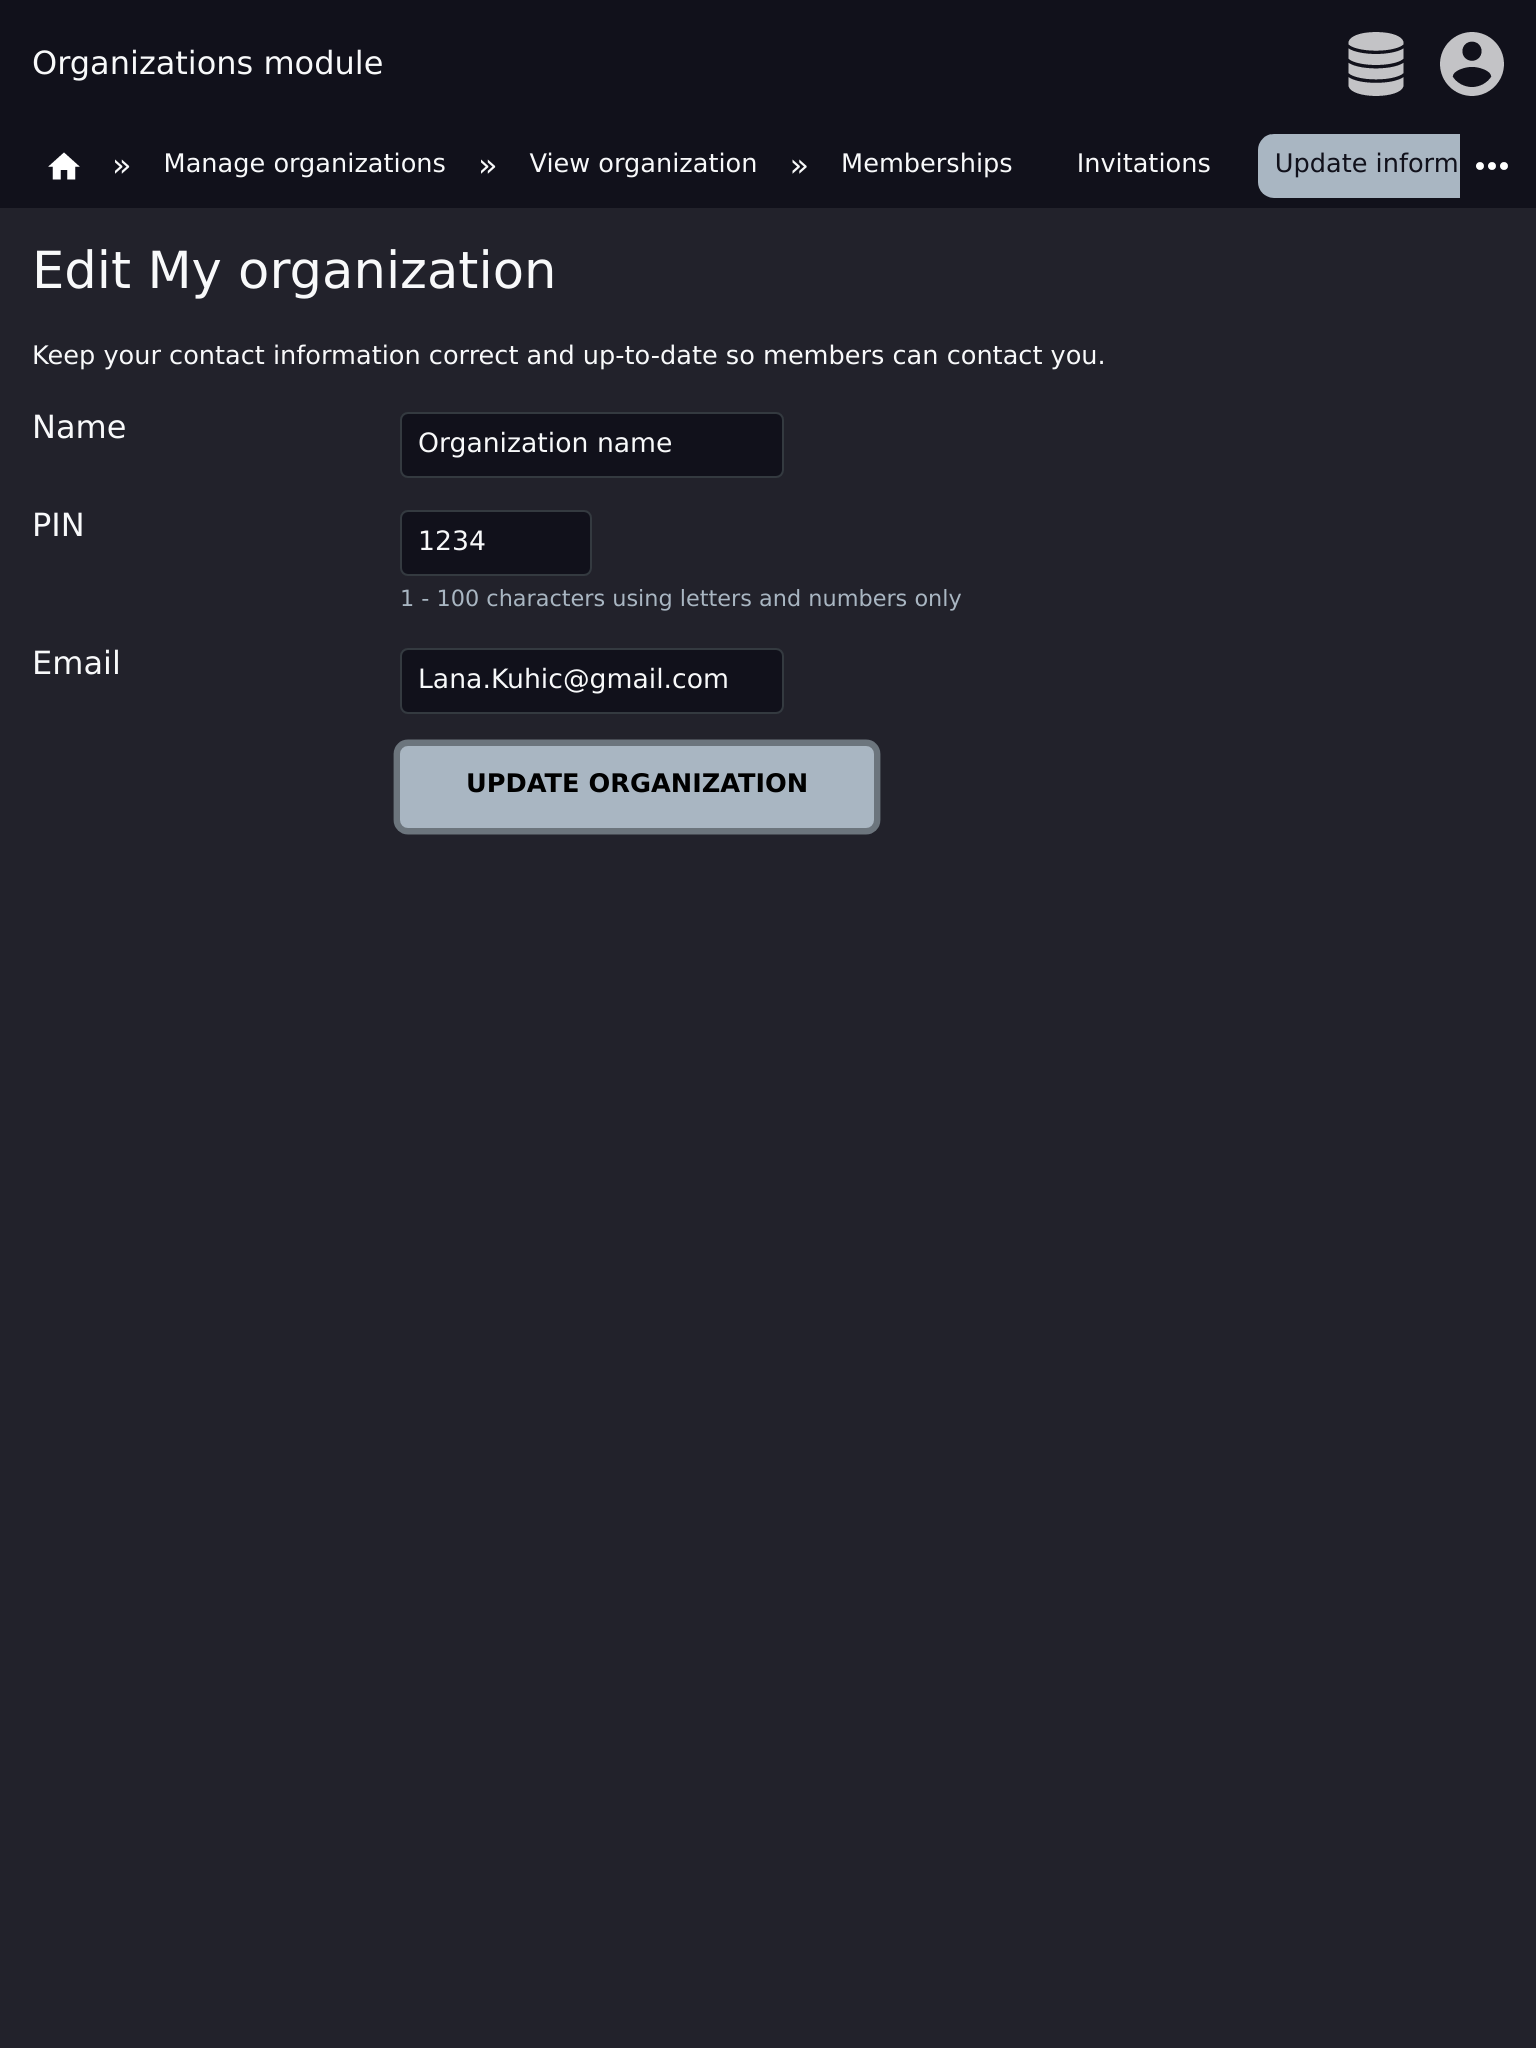 Organizations module
» Manage organizations » View organization » Memberships Invitations Update inform
Edit My organization
Keep your contact information correct and up-to-date so members can contact you.
Name
Organization name
PIN
1234
1 - 100 characters using letters and numbers only
Email
Lana.Kuhic@gmail.com
UPDATE ORGANIZATION